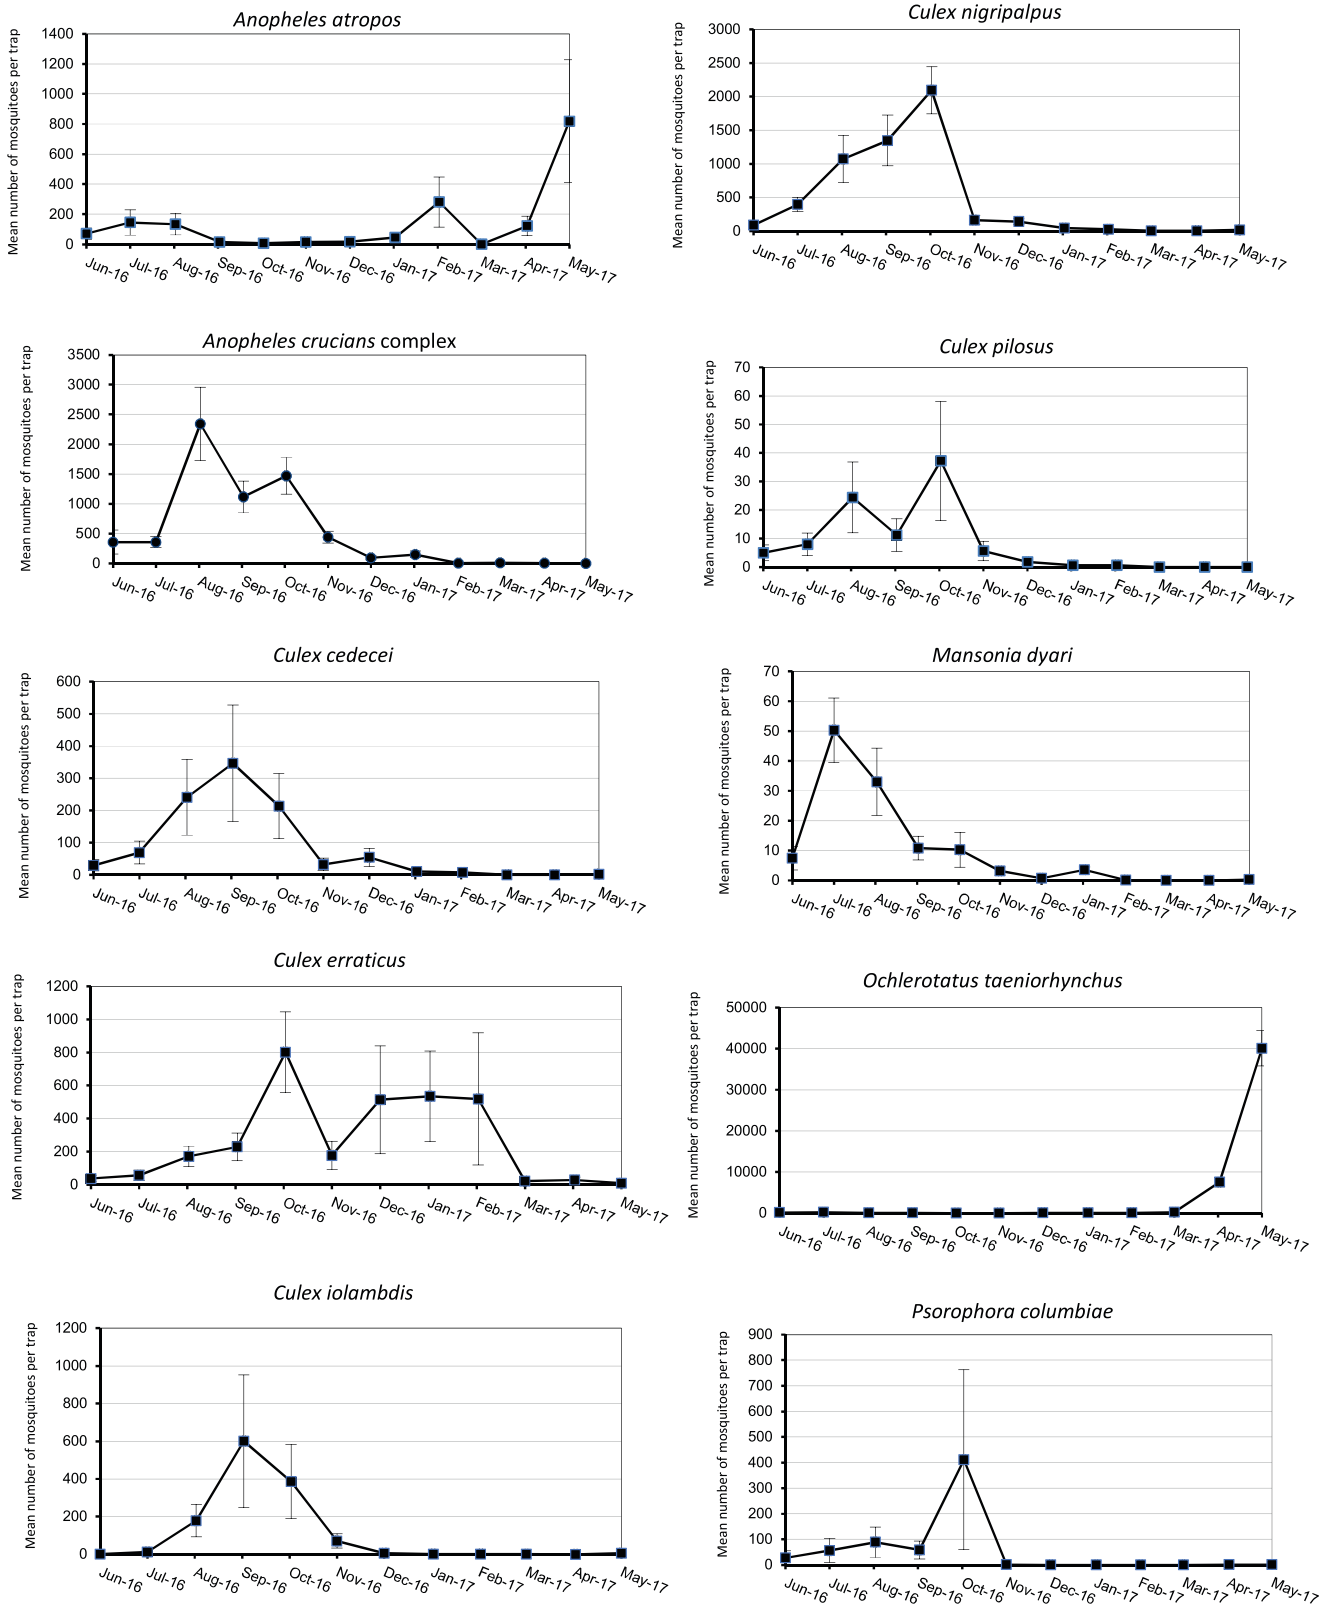 Anopheles atropos
Mean number of mosquitoes per trap
1400
1200
1000
800
600
400
200
0
Jun-16
Jul-16
Aug-16
Sep-16
Oct-16
Nov-16
Dec-16
Jan-17
Feb-17
Mar-17
Apr-17
May-17
Culex nigripalpus
Mean number of mosquitoes per trap
3000
2500
2000
1500
1000
500
0
Jun-16
Jul-16
Aug-16
Sep-16
Oct-16
Nov-16
Dec-16
Jan-17
Feb-17
Mar-17
Apr-17
May-17
Anopheles crucians complex
Mean number of mosquitoes per trap
3500
3000
2500
2000
1500
1000
500
0
Jun-16
Jul-16
Aug-16
Sep-16
Oct-16
Nov-16
Dec-16
Jan-17
Feb-17
Mar-17
Apr-17
May-17
Culex pilosus
Mean number of mosquitoes per trap
70
60
50
40
30
20
10
0
Jun-16
Jul-16
Aug-16
Sep-16
Oct-16
Nov-16
Dec-16
Jan-17
Feb-17
Mar-17
Apr-17
May-17
Culex cedecei
Mean number of mosquitoes per trap
600
500
400
300
200
100
0
Jun-16
Jul-16
Aug-16
Sep-16
Oct-16
Nov-16
Dec-16
Jan-17
Feb-17
Mar-17
Apr-17
May-17
Mansonia dyari
Mean number of mosquitoes per trap
70
60
50
40
30
20
10
0
Jun-16
Jul-16
Aug-16
Sep-16
Oct-16
Nov-16
Dec-16
Jan-17
Feb-17
Mar-17
Apr-17
May-17
Culex erraticus
Mean number of mosquitoes per trap
1200
1000
800
600
400
200
0
Jun-16
Jul-16
Aug-16
Sep-16
Oct-16
Nov-16
Dec-16
Jan-17
Feb-17
Mar-17
Apr-17
May-17
Ochlerotatus taeniorhynchus
Mean number of mosquitoes per trap
50000
40000
30000
20000
10000
0
Jun-16
Jul-16
Aug-16
Sep-16
Oct-16
Nov-16
Dec-16
Jan-17
Feb-17
Mar-17
Apr-17
May-17
Culex iolambdis
Mean number of mosquitoes per trap
1200
1000
800
600
400
200
0
Jun-16
Jul-16
Aug-16
Sep-16
Oct-16
Nov-16
Dec-16
Jan-17
Feb-17
Mar-17
Apr-17
May-17
Psorophora columbiae
Mean number of mosquitoes per trap
900
800
700
600
500
400
300
200
100
0
Jun-16
Jul-16
Aug-16
Sep-16
Oct-16
Nov-16
Dec-16
Jan-17
Feb-17
Mar-17
Apr-17
May-17